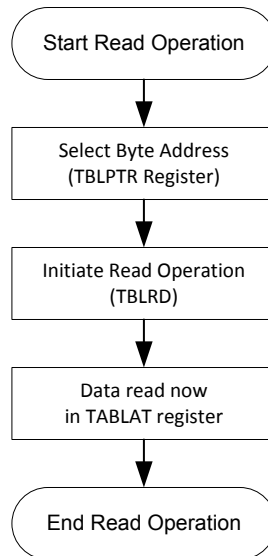 Start Read Operation
Select Byte Address
(TBLPTR Register)
Initiate Read Operation
(TBLRD)
Data read now
in TABLAT register
End Read Operation